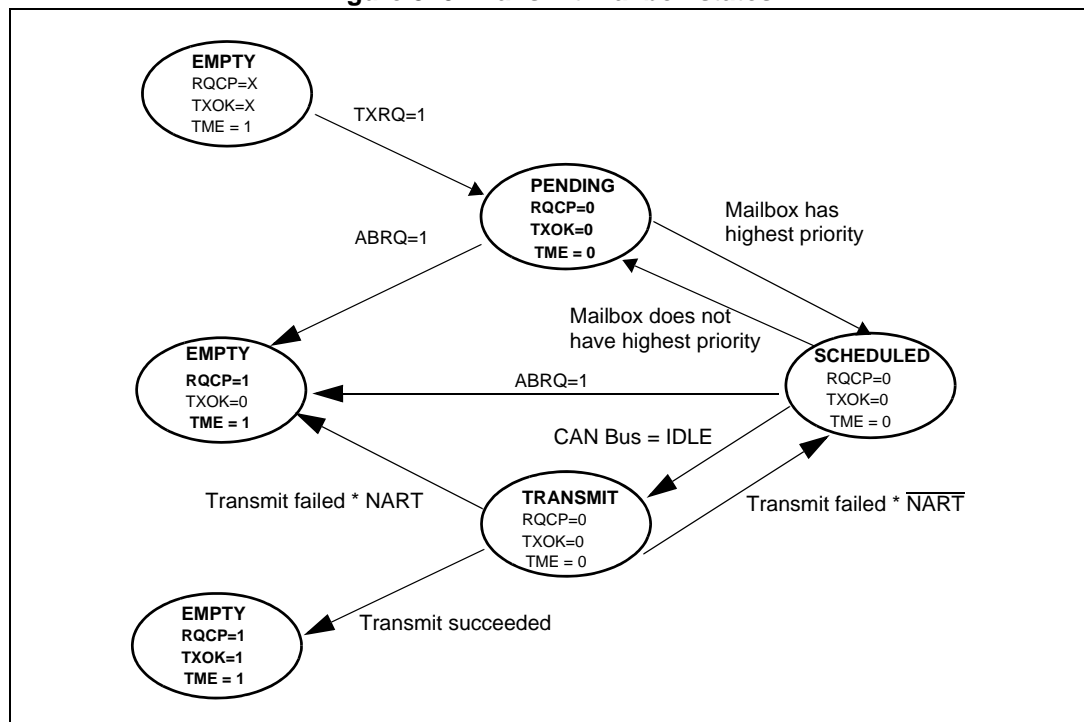 EMPTY
RQCP=X
TXOK=X
TME = 1
TXRQ=1
PENDING
RQCP=0
TXOK=0
TME = 0
Mailbox has
highest priority
ABRQ=1
Mailbox does not
have highest priority
EMPTY
RQCP=1
TXOK=0
TME = 1
SCHEDULED
RQCP=0
TXOK=0
TME = 0
ABRQ=1
CAN Bus = IDLE
Transmit failed * NART
TRANSMIT
RQCP=0
TXOK=0
TME = 0
Transmit failed * N̅A̅R̅T̅
EMPTY
RQCP=1
TXOK=1
TME = 1
Transmit succeeded